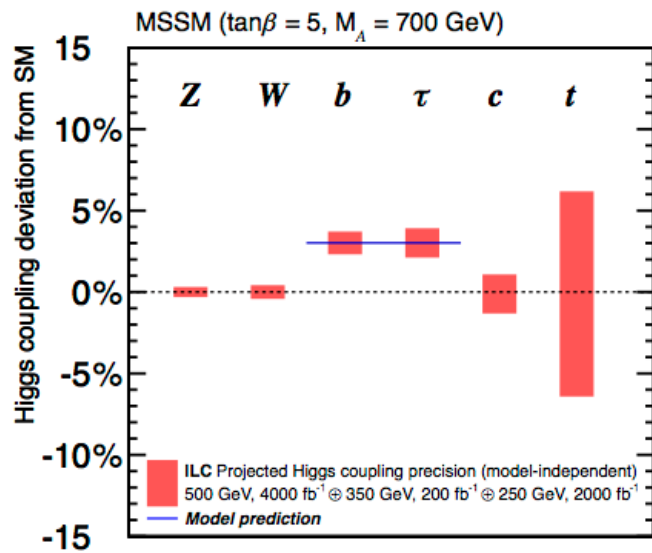 MSSM (tanβ = 5, M_A = 700 GeV)
Higgs coupling deviation from SM
15
10%
5%
0%
-5%
-10%
-15
Z W b τ c t
ILC Projected Higgs coupling precision (model-independent)
500 GeV, 4000 fb⁻¹ ⊕ 350 GeV, 200 fb⁻¹ ⊕ 250 GeV, 2000 fb⁻¹
Model prediction